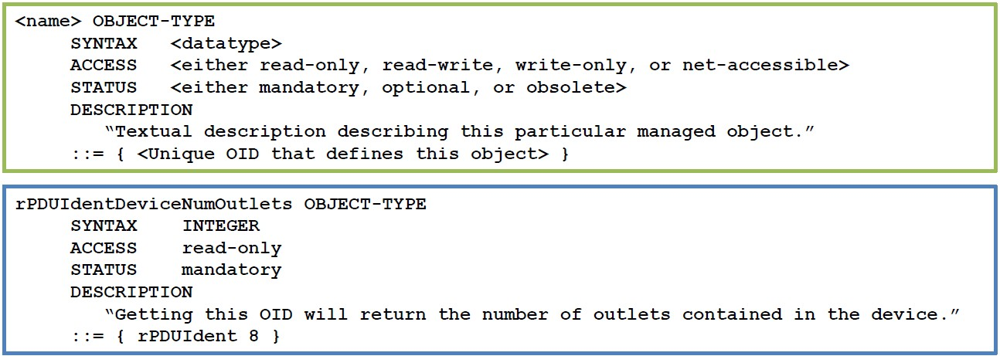 <name> OBJECT-TYPE
SYNTAX <datatype>
ACCESS <either read-only, read-write, write-only, or net-accessible>
STATUS <either mandatory, optional, or obsolete>
DESCRIPTION
“Textual description describing this particular managed object.”
::= { <Unique OID that defines this object> }
rPDUIdentDeviceNumOutlets OBJECT-TYPE
SYNTAX INTEGER
ACCESS read-only
STATUS mandatory
DESCRIPTION
“Getting this OID will return the number of outlets contained in the device.”
::= { rPDUIdent 8 }